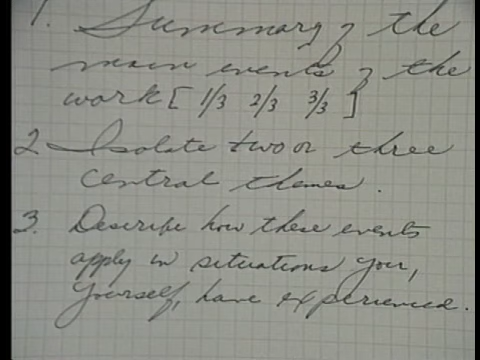 1. Summary of the
main events of the
work [ 1/3 2/3 3/3 ]
2. Isolate two or three
central themes.
3. Describe how these events
apply in situations you,
yourself, have experienced.